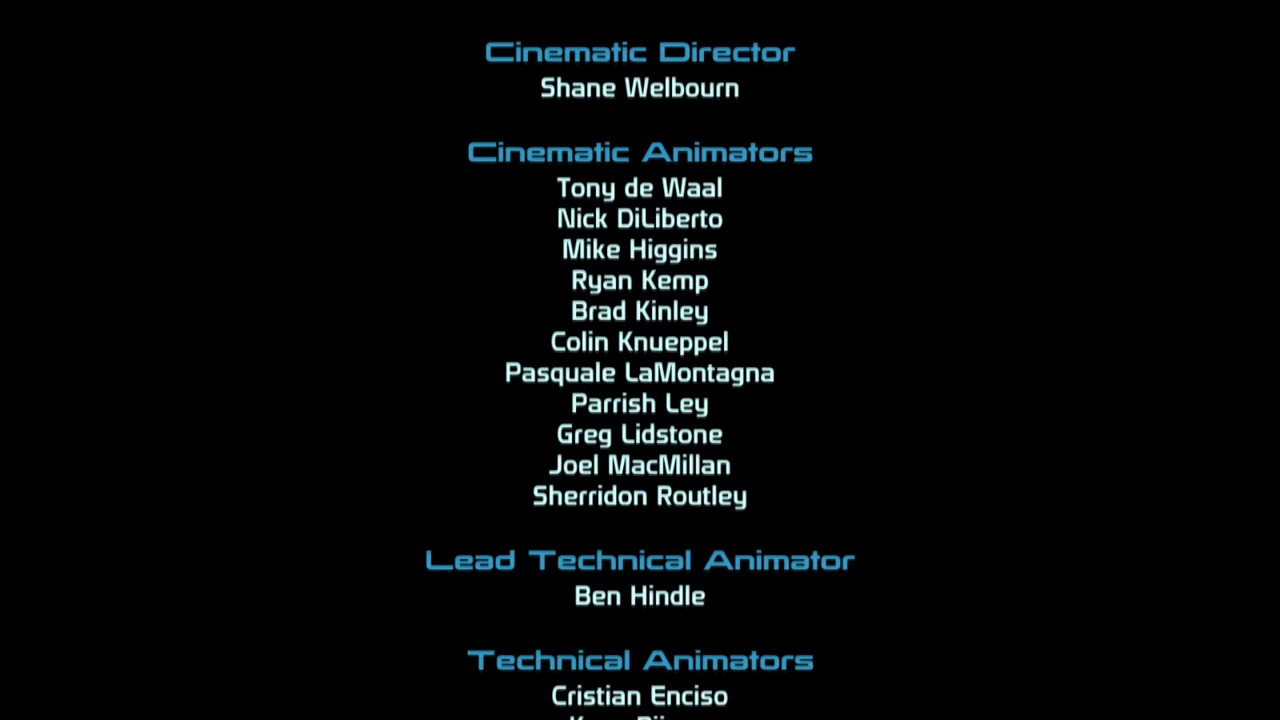 Cinematic Director
Shane Welbourn
Cinematic Animators
Tony de Waal
Nick DiLiberto
Mike Higgins
Ryan Kemp
Brad Kinley
Colin Knueppel
Pasquale LaMontagna
Parrish Ley
Greg Lidstone
Joel MacMillan
Sherridon Routley
Lead Technical Animator
Ben Hindle
Technical Animators
Cristian Enciso